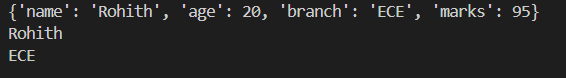 {'name': 'Rohith', 'age': 20, 'branch': 'ECE', 'marks': 95}
Rohith
ECE